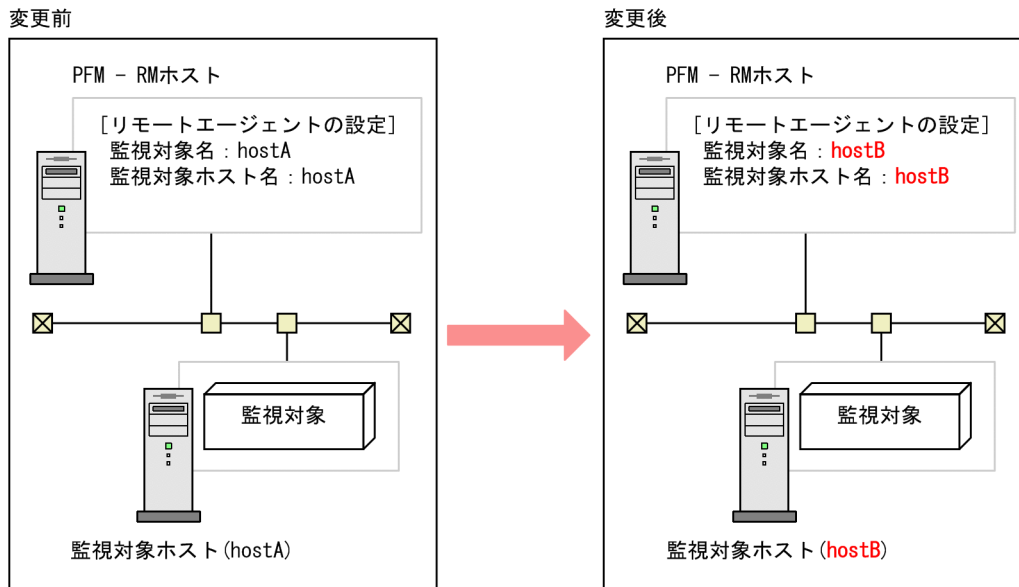 変更前
PFM - RMホスト
[リモートエージェントの設定]
監視対象名：hostA
監視対象ホスト名：hostA
監視対象
監視対象ホスト(hostA)
変更後
PFM - RMホスト
[リモートエージェントの設定]
監視対象名：hostB
監視対象ホスト名：hostB
監視対象
監視対象ホスト(hostB)